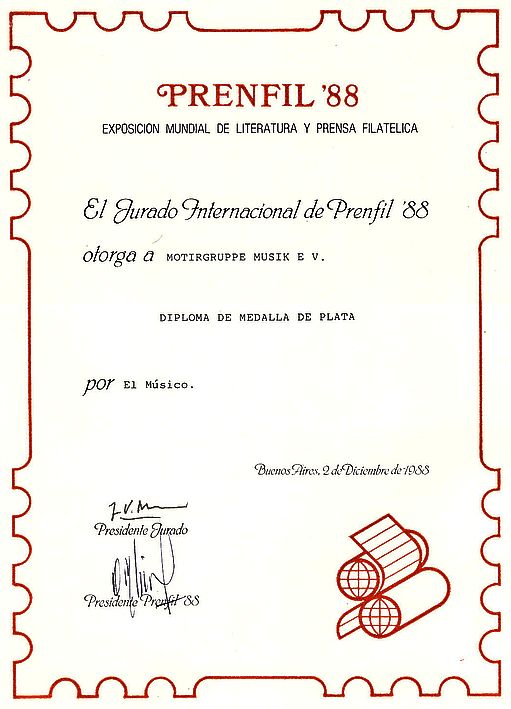 PRENFIL '88
EXPOSICION MUNDIAL DE LITERATURA Y PRENSA FILATELICA
El Jurado Internacional de Prenfil '88
otorga a MOTIRGRUPPE MUSIK E V.
DIPLOMA DE MEDALLA DE PLATA
por El Músico.
Buenos Aires, 2 de Diciembre de 1988
Presidente Jurado
Presidente Prenfil '88